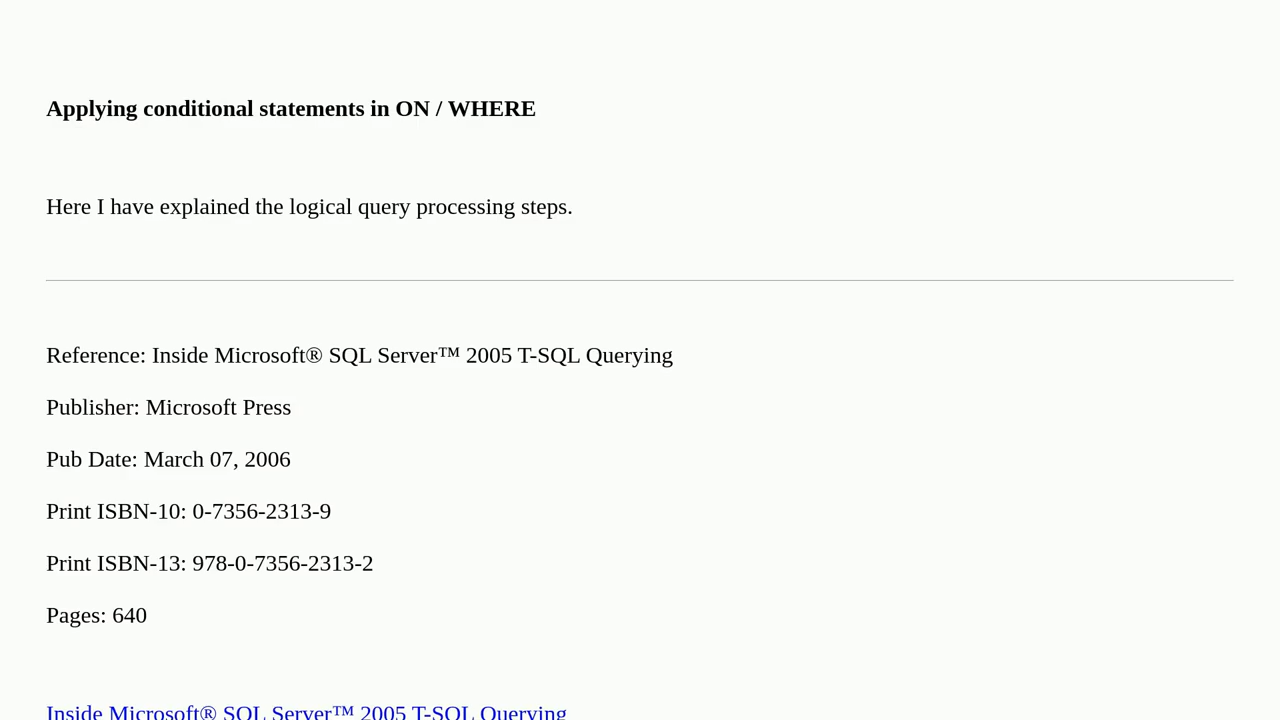 Applying conditional statements in ON / WHERE
Here I have explained the logical query processing steps.
Reference: Inside Microsoft® SQL Server™ 2005 T-SQL Querying
Publisher: Microsoft Press
Pub Date: March 07, 2006
Print ISBN-10: 0-7356-2313-9
Print ISBN-13: 978-0-7356-2313-2
Pages: 640
Inside Microsoft® SQL Server™ 2005 T-SQL Querying